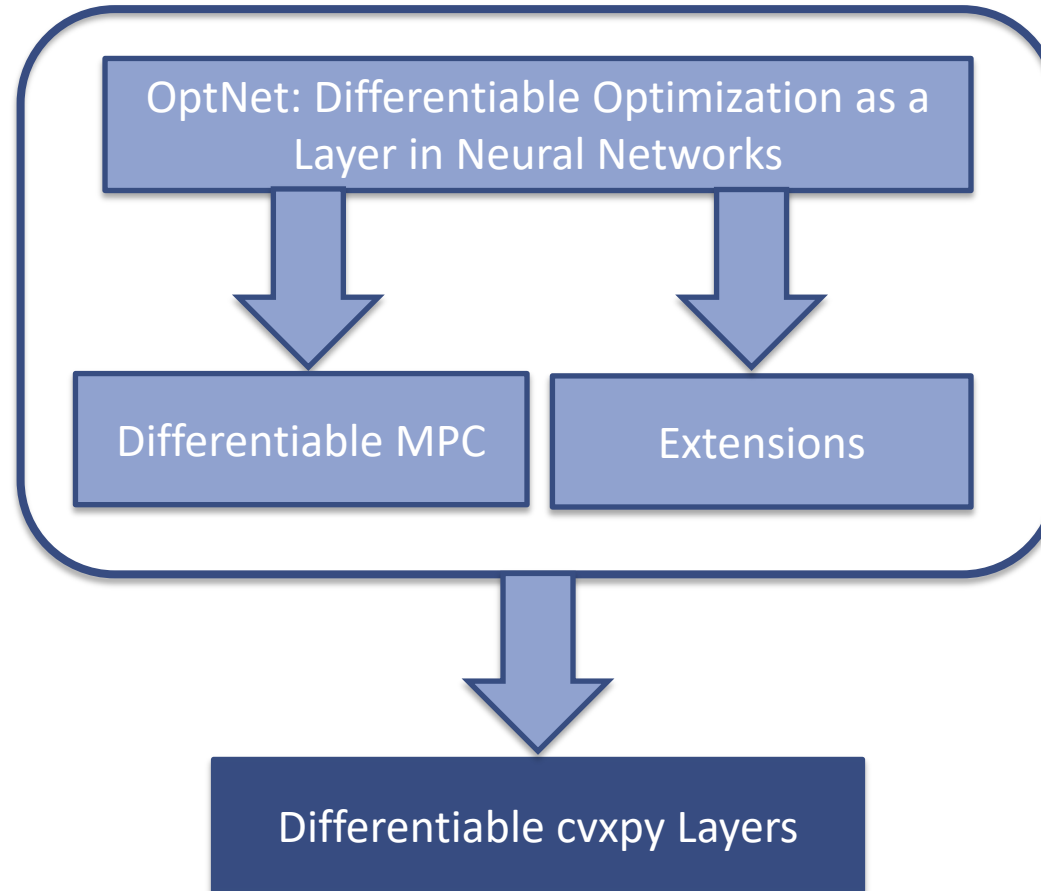 OptNet: Differentiable Optimization as a
Layer in Neural Networks
Differentiable MPC
Extensions
Differentiable cvxpy Layers